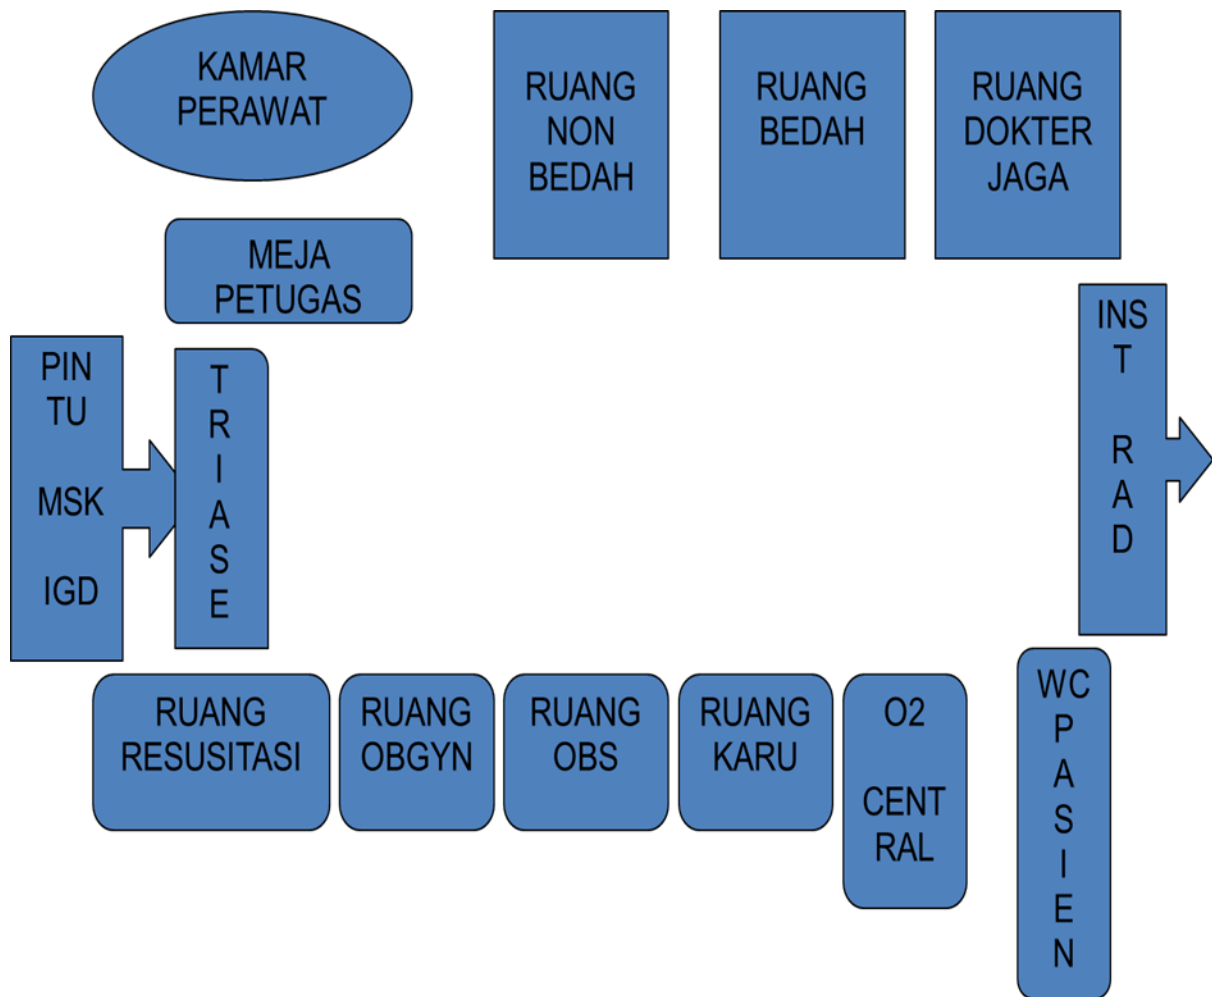 KAMAR
PERAWAT
RUANG
NON
BEDAH
RUANG
BEDAH
RUANG
DOKTER
JAGA
MEJA
PETUGAS
PIN
TU
MSK
IGD
T
R
I
A
S
E
INS
T
R
A
D
RUANG
RESUSITASI
RUANG
OBGYN
RUANG
OBS
RUANG
KARU
O2
CENT
RAL
WC
P
A
S
I
E
N